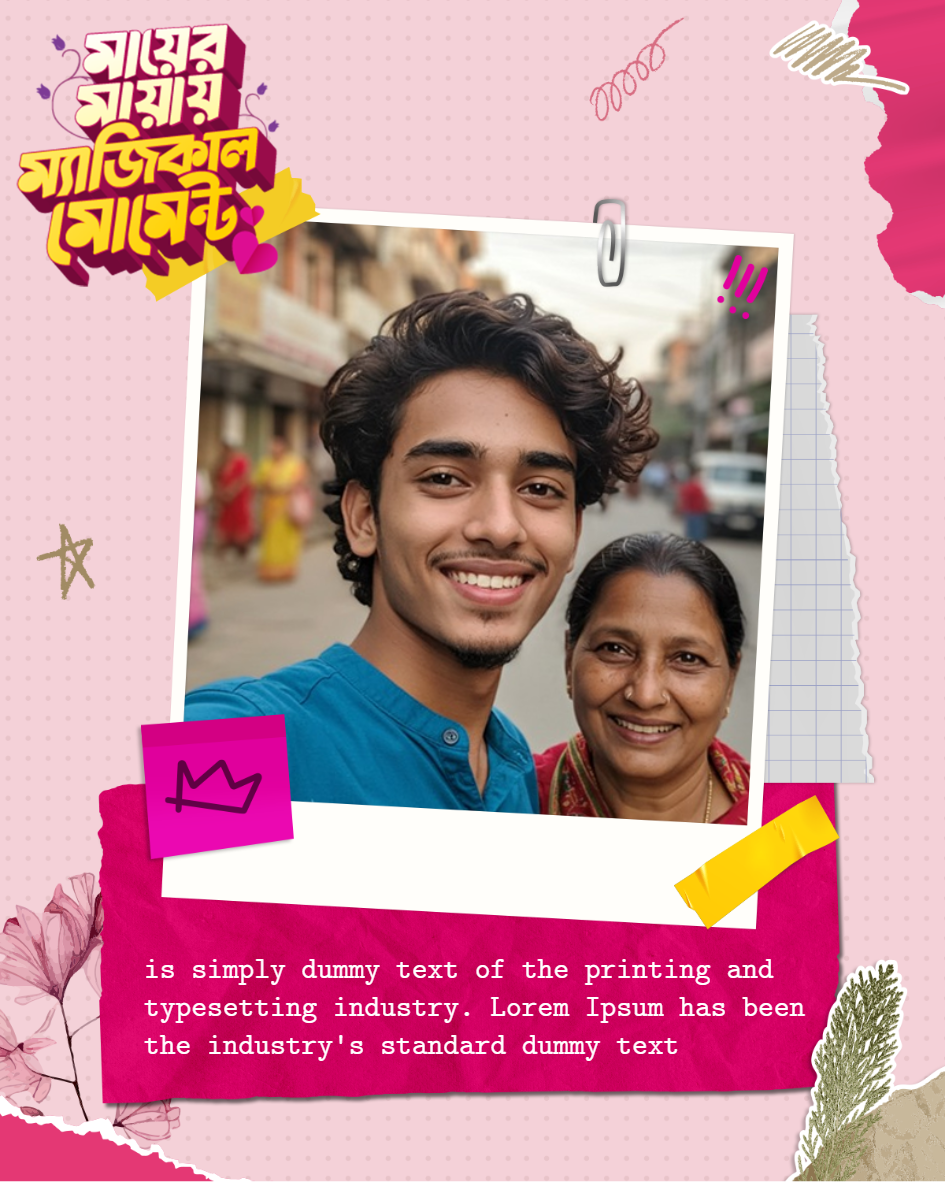 মায়ের
মায়ায়
ম্যাজিকাল
মোমেন্ট
!!!
is simply dummy text of the printing and
typesetting industry. Lorem Ipsum has been
the industry's standard dummy text